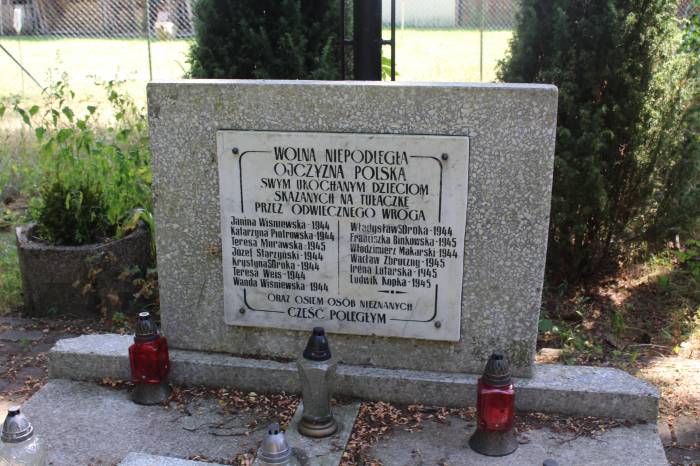 WOLNA NIEPODLEGŁA
OJCZYZNA POLSKA
SWYM UKOCHANYM DZIECIOM
SKAZANYCH NA TUŁACZKĘ
PRZEZ ODWIECZNEGO WROGA
Janina Wiśniewska-1944
Katarzyna Piotrowska-1944
Teresa Murawska-1945
Józef Starzyński-1944
Krystyna Sroka-1944
Teresa Weis-1944
Wanda Wiśniewska-1944
Władysław Sroka-1944
Franciszka Binkowska-1945
Włodzimierz Makarski-1944
Wacław Zbruczny-1945
Irena Lutarska-1945
Ludwik Kopka-1945
ORAZ OSIEM OSÓB NIEZNANYCH
CZEŚĆ POLEGŁYM